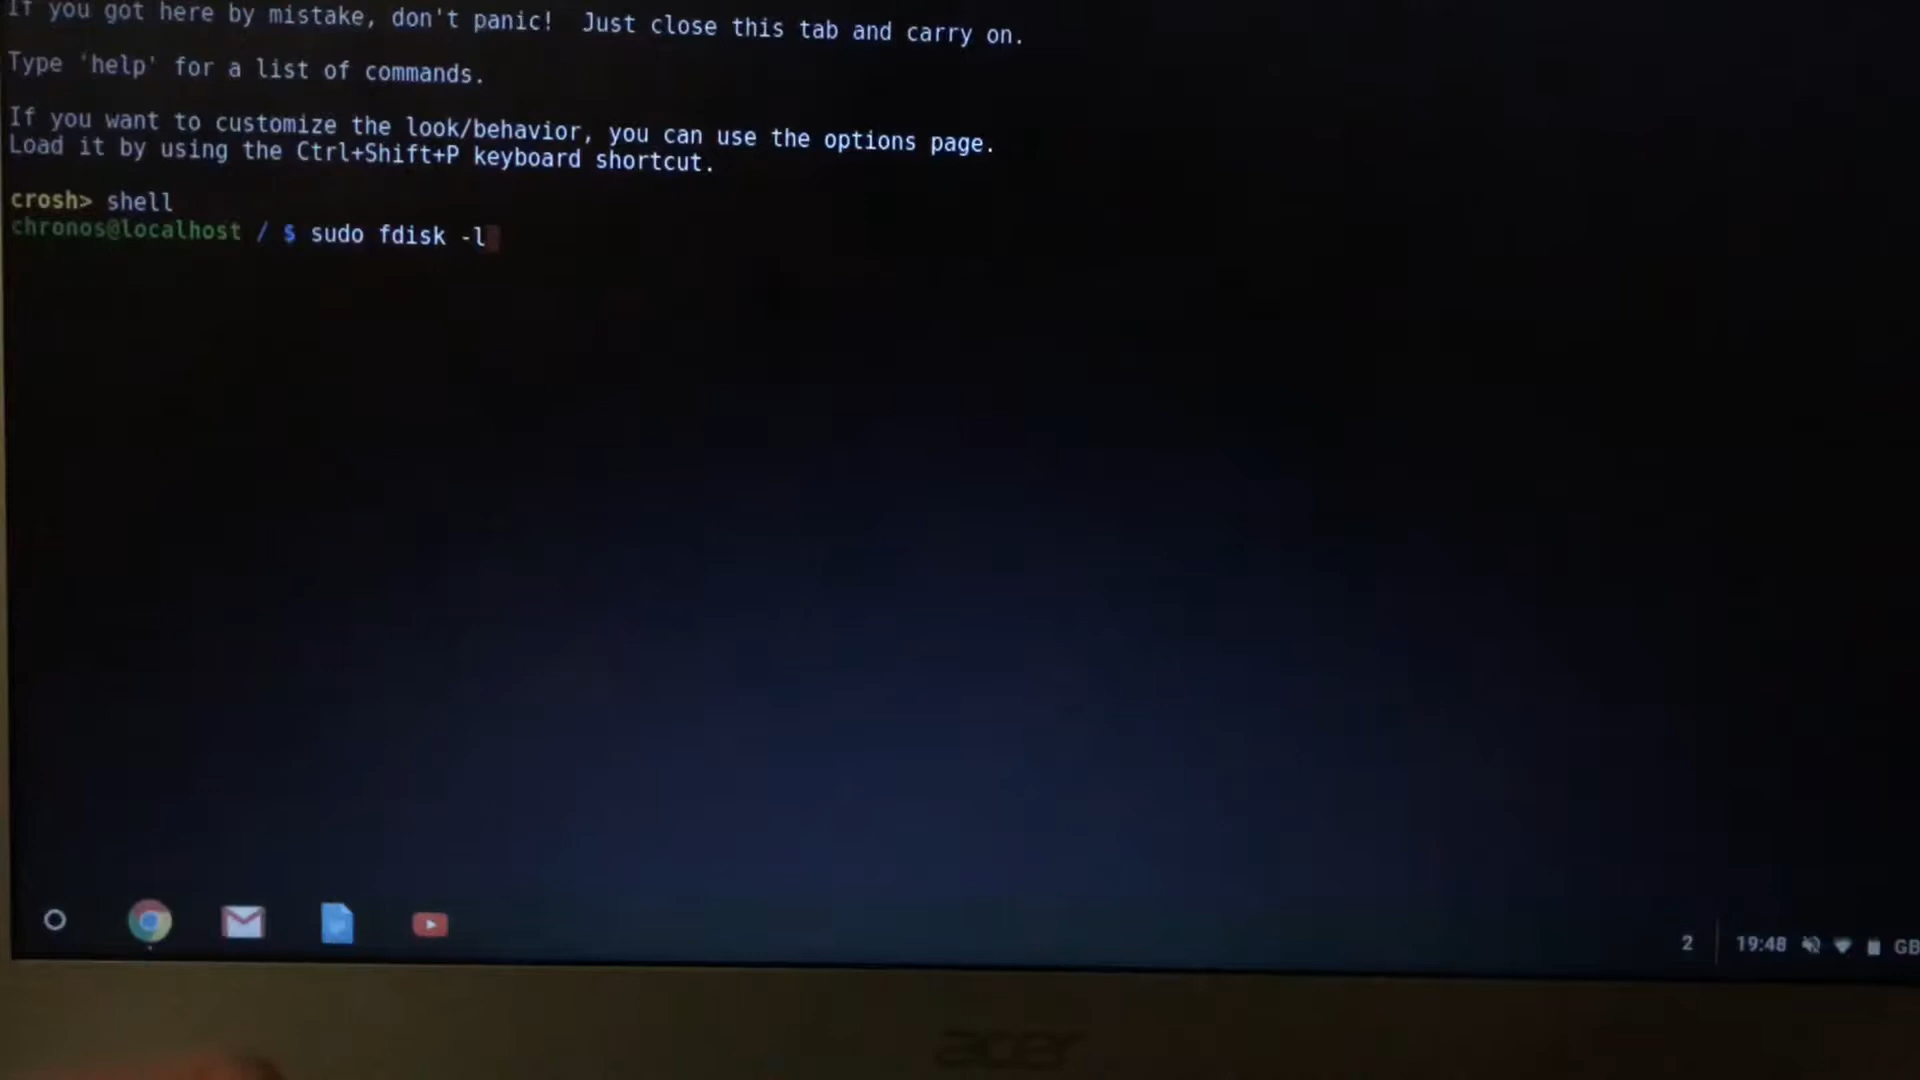 If you got here by mistake, don't panic!  Just close this tab and carry on.
Type 'help' for a list of commands.
If you want to customize the look/behavior, you can use the options page.
Load it by using the Ctrl+Shift+P keyboard shortcut.
crosh> shell
chronos@localhost / $ sudo fdisk -l
2 19:48 GB
acer